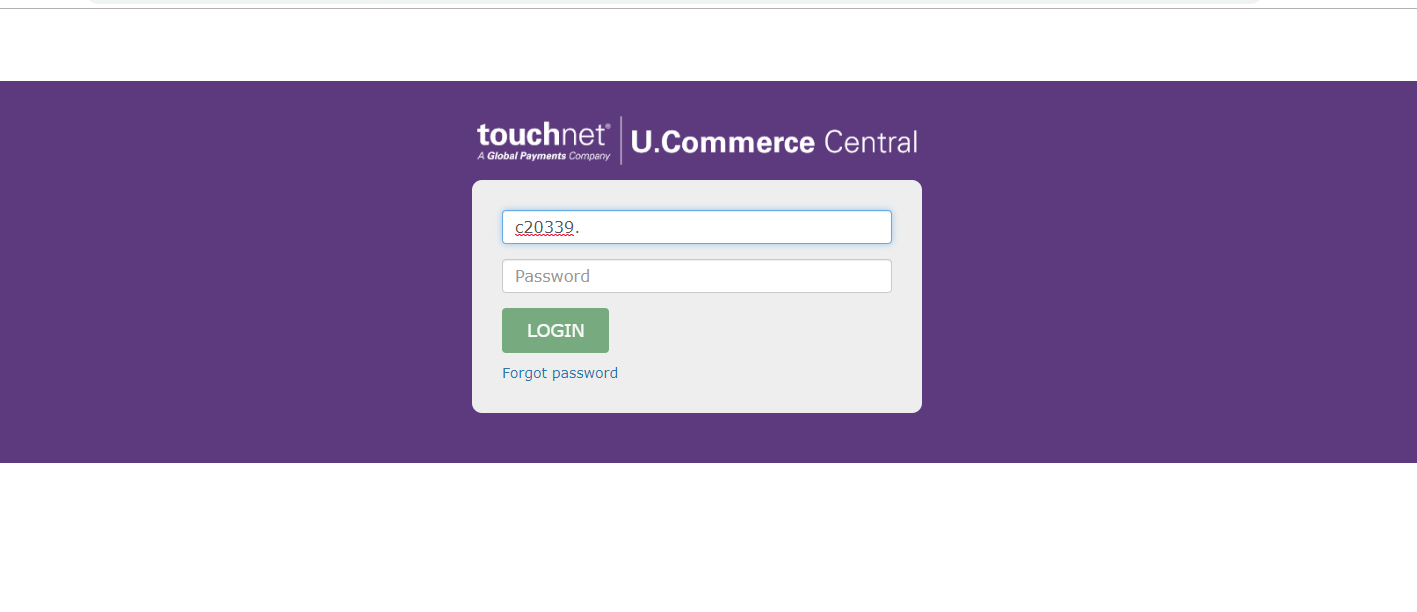 touchnet® U.Commerce Central
A Global Payments Company
c20339.
Password
LOGIN
Forgot password